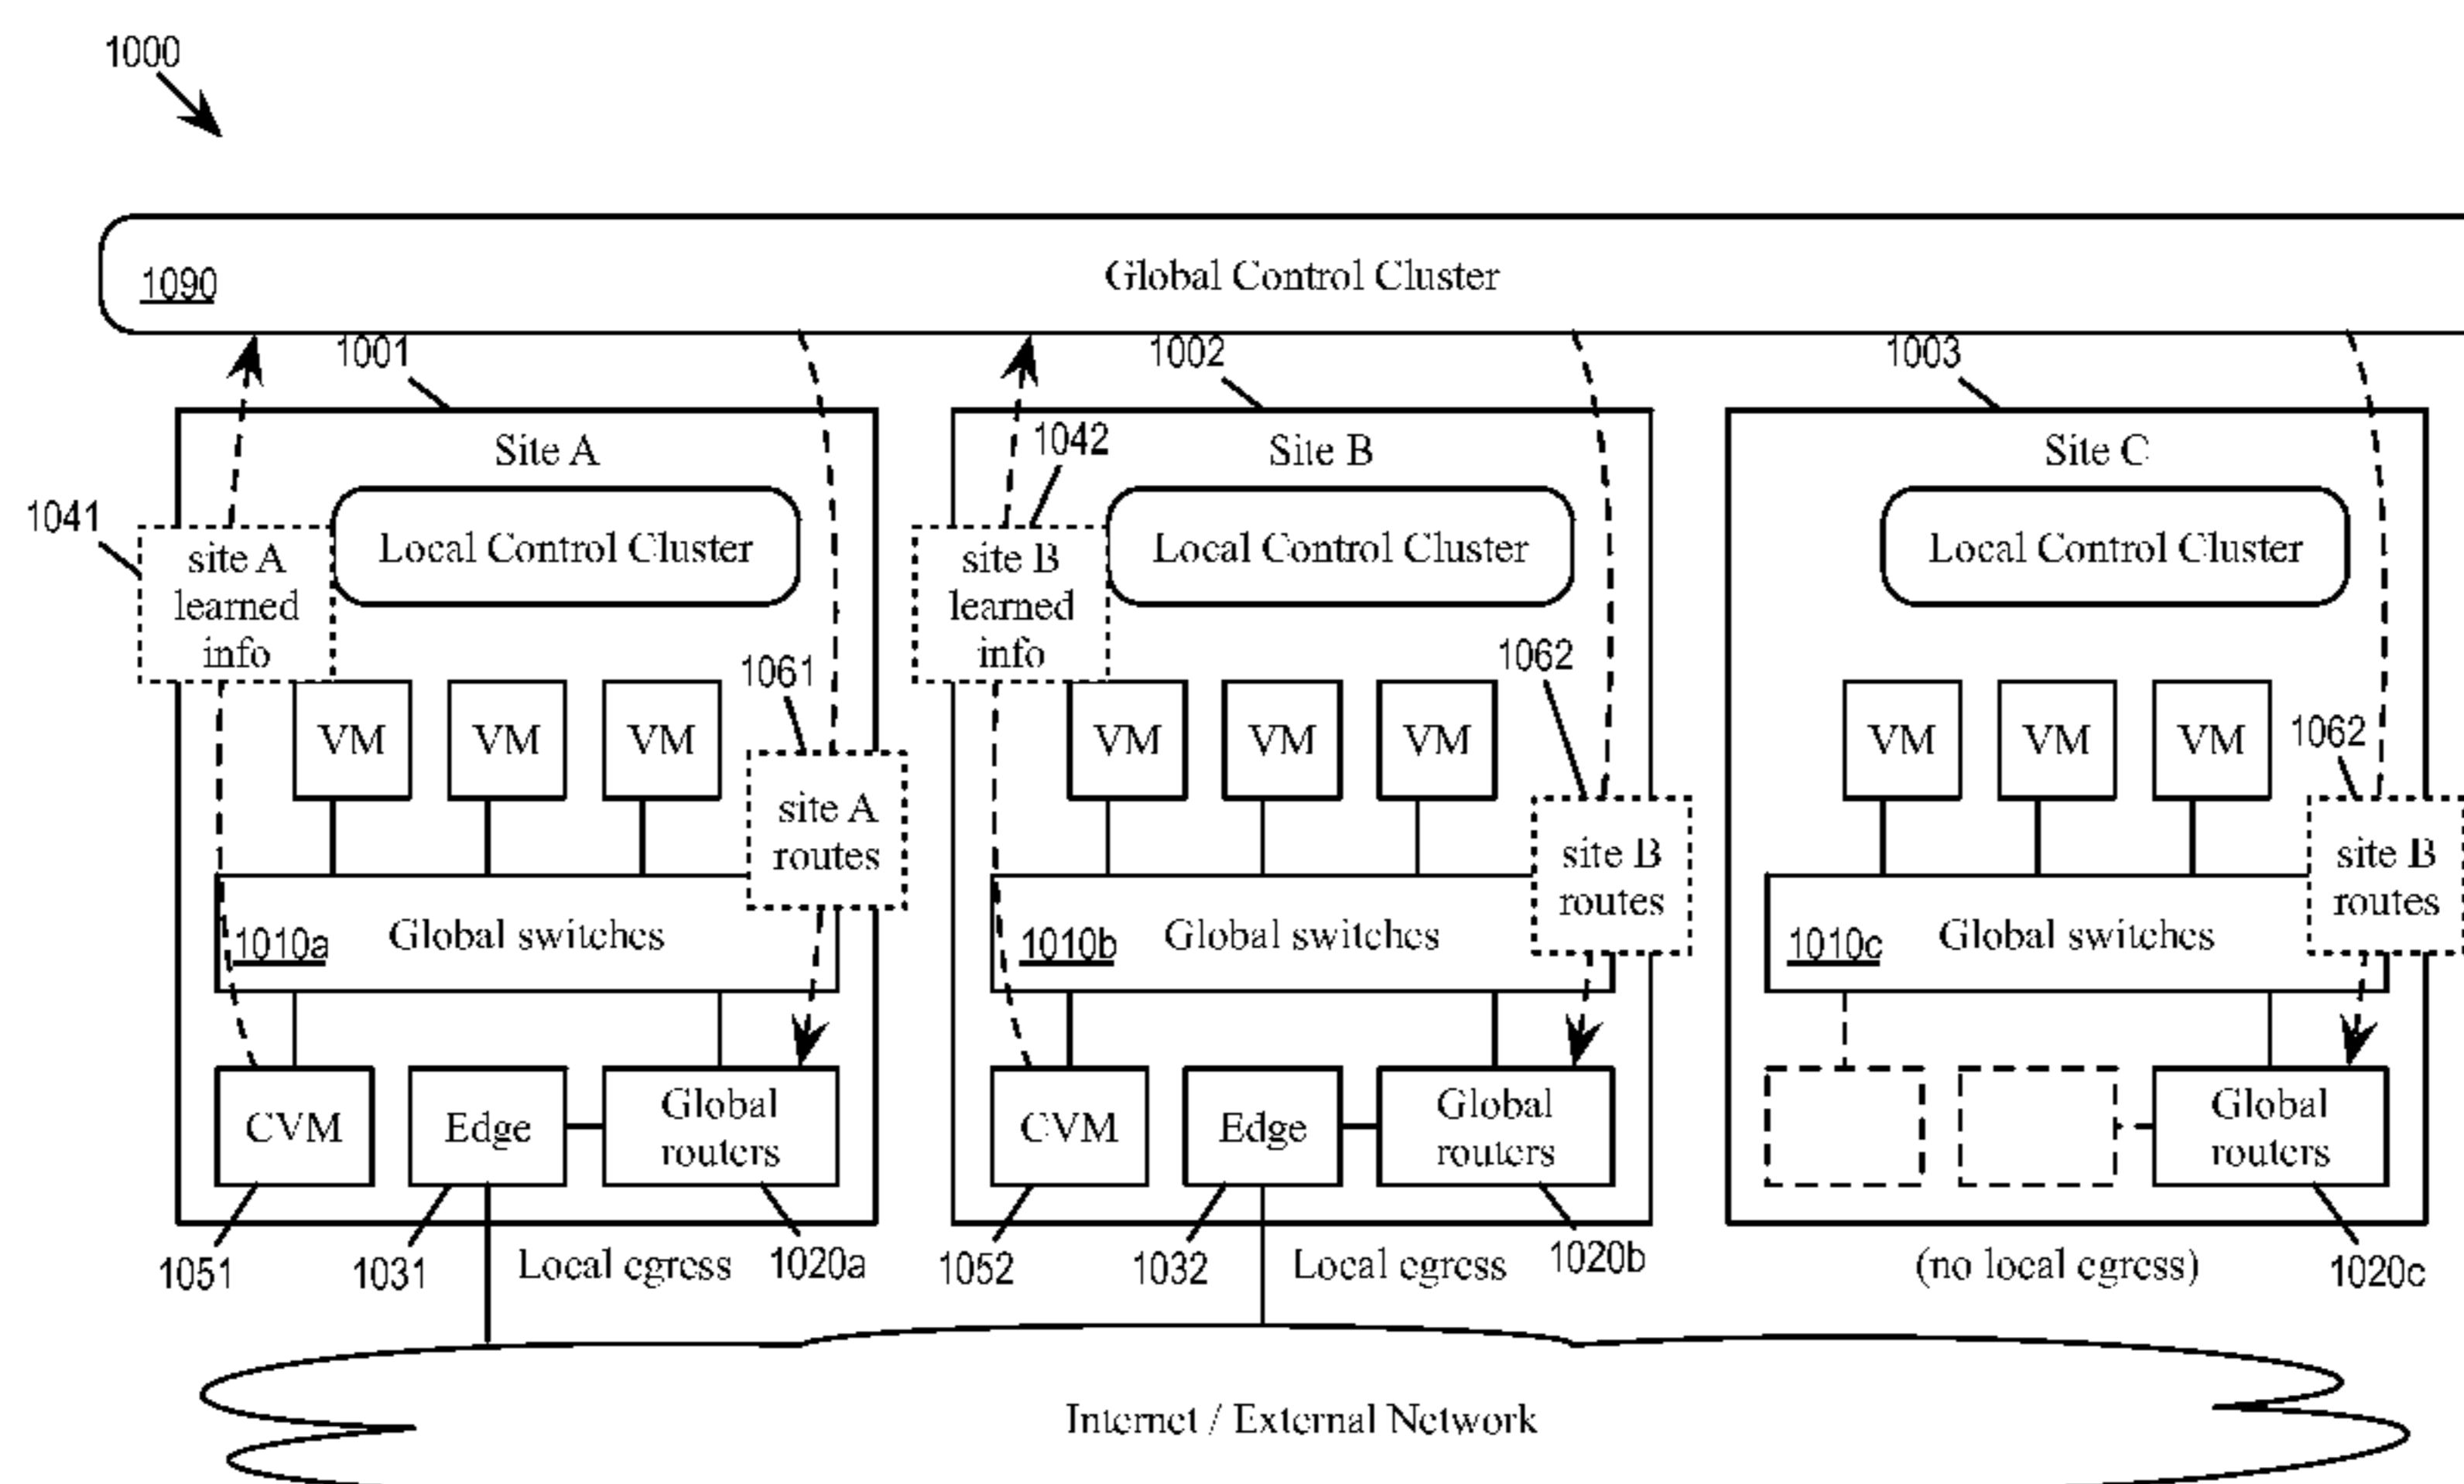 1000
1090
Global Control Cluster
1001
1002
1003
Site A
1042
Site B
Site C
1041
site A
learned
info
Local Control Cluster
site B
learned
info
Local Control Cluster
Local Control Cluster
1061
1062
1062
VM
VM
VM
VM
VM
VM
VM
VM
VM
site A
routes
site B
routes
site B
routes
1010a
Global switches
1010b
Global switches
1010c
Global switches
CVM
Edge
Global
routers
CVM
Edge
Global
routers
Global
routers
1051
1031
Local egress
1020a
1052
1032
Local egress
1020b
(no local egress)
1020c
Internet / External Network